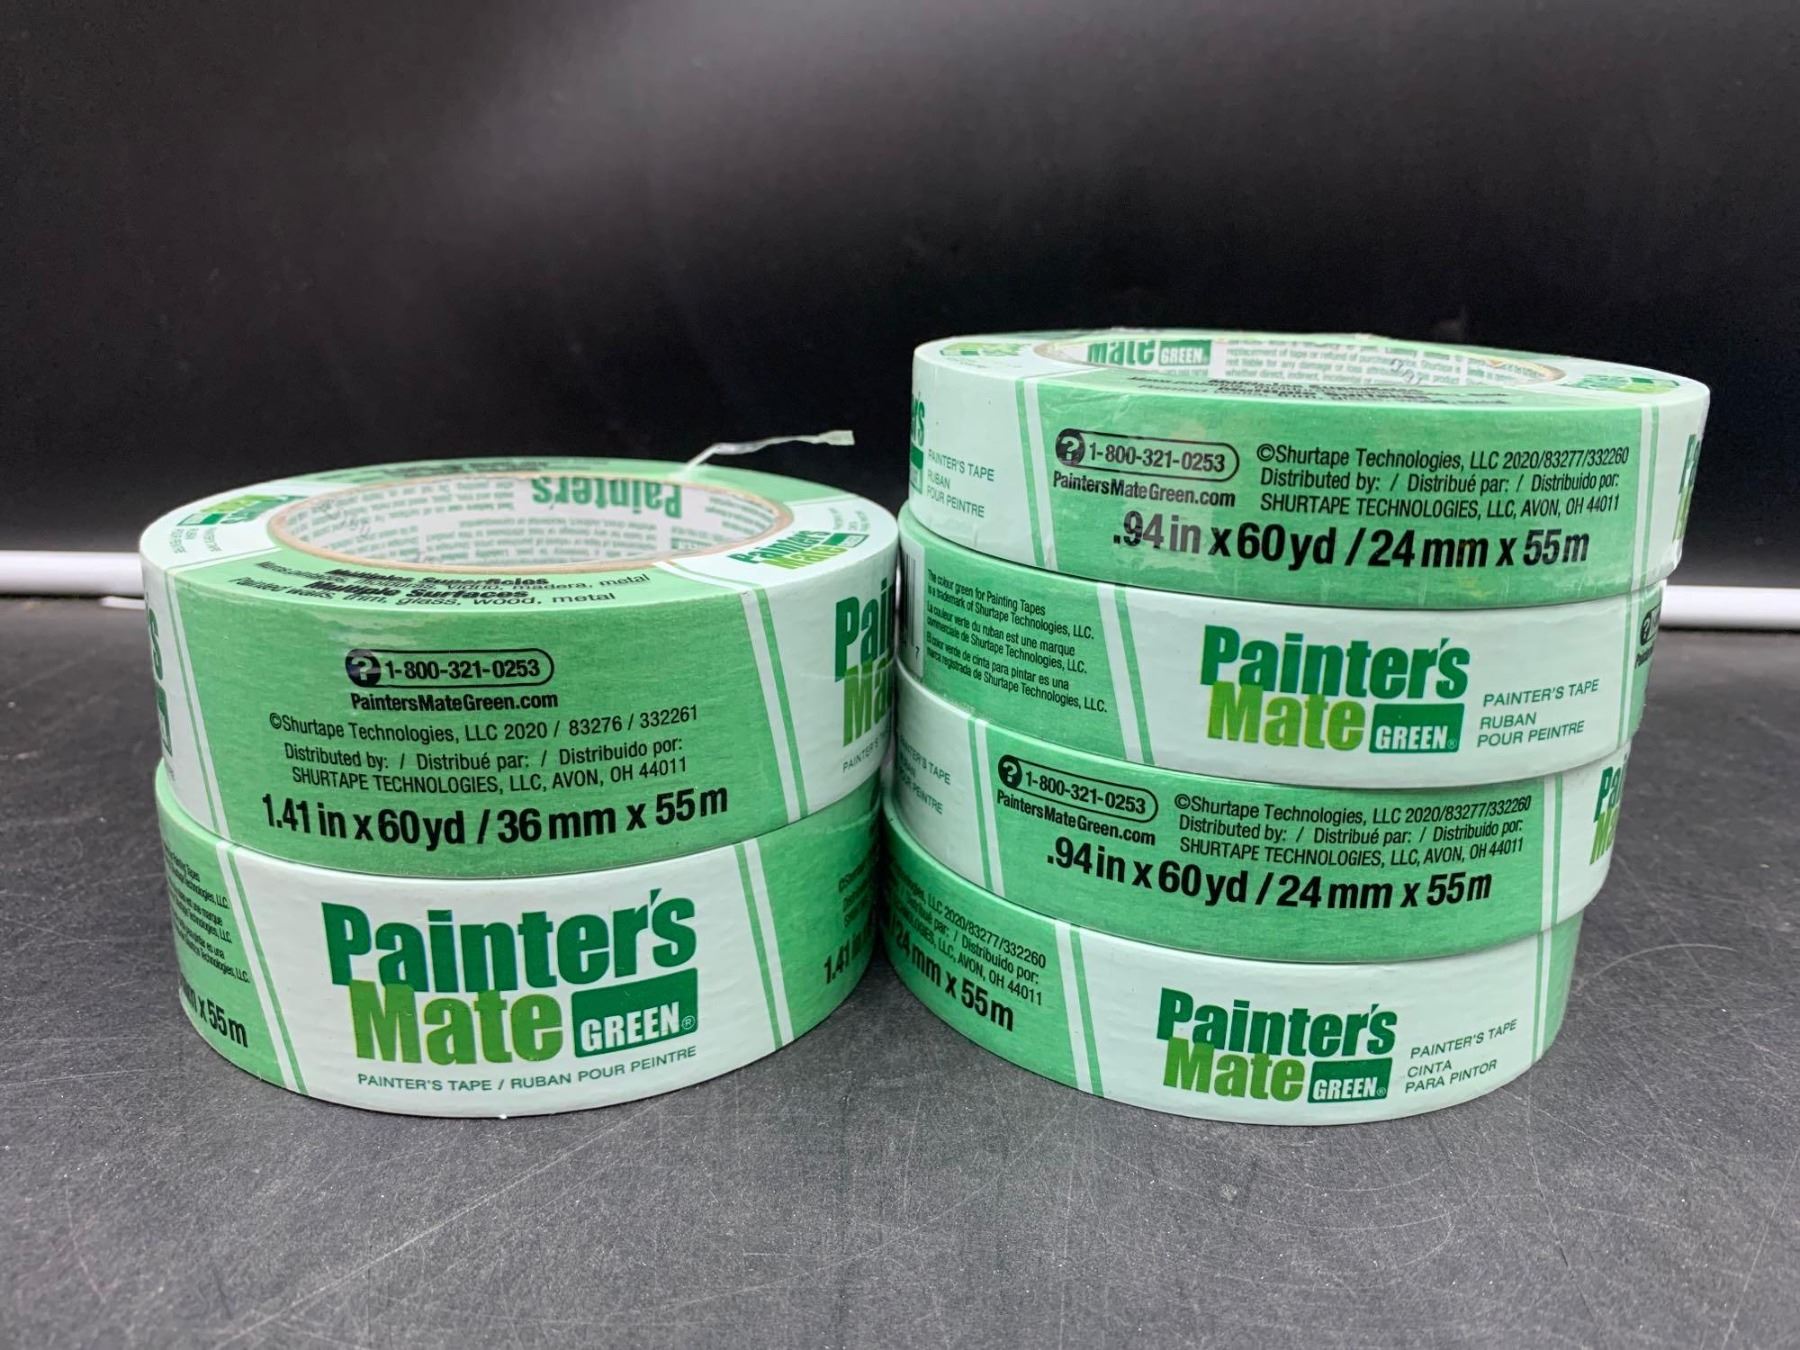 Painter's
Painter's
Mate
Multiples Superficies
vidrio, madera, metal
Multiple Surfaces
Painted walls, trim, glass, wood, metal
? 1-800-321-0253
PaintersMateGreen.com
©Shurtape Technologies, LLC 2020 / 83276 / 332261
Distributed by: / Distribué par: / Distribuido por:
SHURTAPE TECHNOLOGIES, LLC, AVON, OH 44011
1.41 in x 60 yd / 36 mm x 55 m
Pai
Ma
PAINTER'S
x 55 m
Painter's
Mate GREEN®
PAINTER'S TAPE / RUBAN POUR PEINTRE
1.41 in
Mate GREEN
PAINTER'S TAPE
RUBAN
POUR PEINTRE
? 1-800-321-0253
PaintersMateGreen.com
©Shurtape Technologies, LLC 2020/83277/332260
Distributed by: / Distribué par: / Distribuido por:
SHURTAPE TECHNOLOGIES, LLC, AVON, OH 44011
.94 in x 60 yd / 24 mm x 55 m
The colour green for Painting Tapes
is a trademark of Shurtape Technologies, LLC.
La couleur verte du ruban est une marque
commerciale de Shurtape Technologies, LLC.
El color verde de cinta para pintar es una
marca registrada de Shurtape Technologies, LLC.
7
Painter's
Mate GREEN®
PAINTER'S TAPE
RUBAN
POUR PEINTRE
? 1-800-321-0253
PaintersMateGreen.com
©Shurtape Technologies, LLC 2020/83277/332260
Distributed by: / Distribué par: / Distribuido por:
SHURTAPE TECHNOLOGIES, LLC, AVON, OH 44011
.94 in x 60 yd / 24 mm x 55 m
LLC 2020/83277/332260
par: / Distribuido por:
LLC, AVON, OH 44011
24 mm x 55 m
Painter's
Mate GREEN®
PAINTER'S TAPE
CINTA
PARA PINTOR